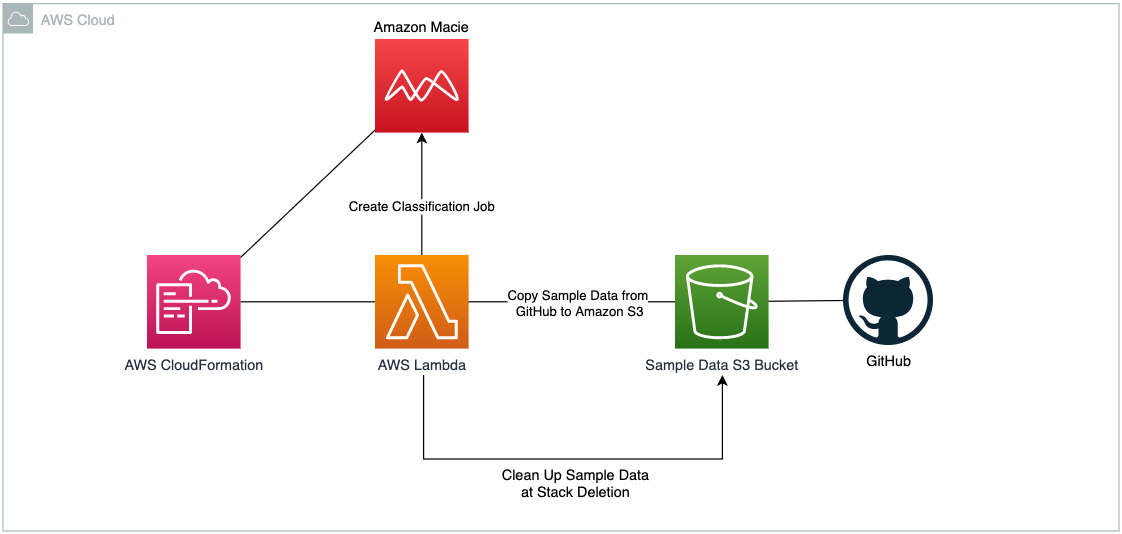 AWS Cloud
Amazon Macie
Create Classification Job
Copy Sample Data from
GitHub to Amazon S3
AWS CloudFormation
AWS Lambda
Sample Data S3 Bucket
GitHub
Clean Up Sample Data
at Stack Deletion